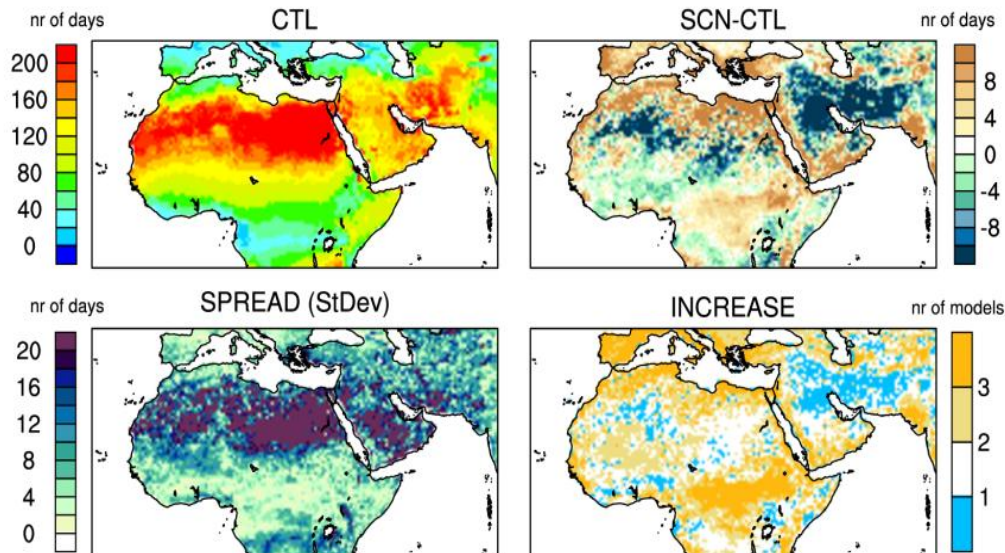 nr of days
CTL
200
160
120
80
40
0
SCN-CTL
nr of days
8
4
0
-4
-8
nr of days
SPREAD (StDev)
20
16
12
8
4
0
INCREASE
nr of models
3
2
1